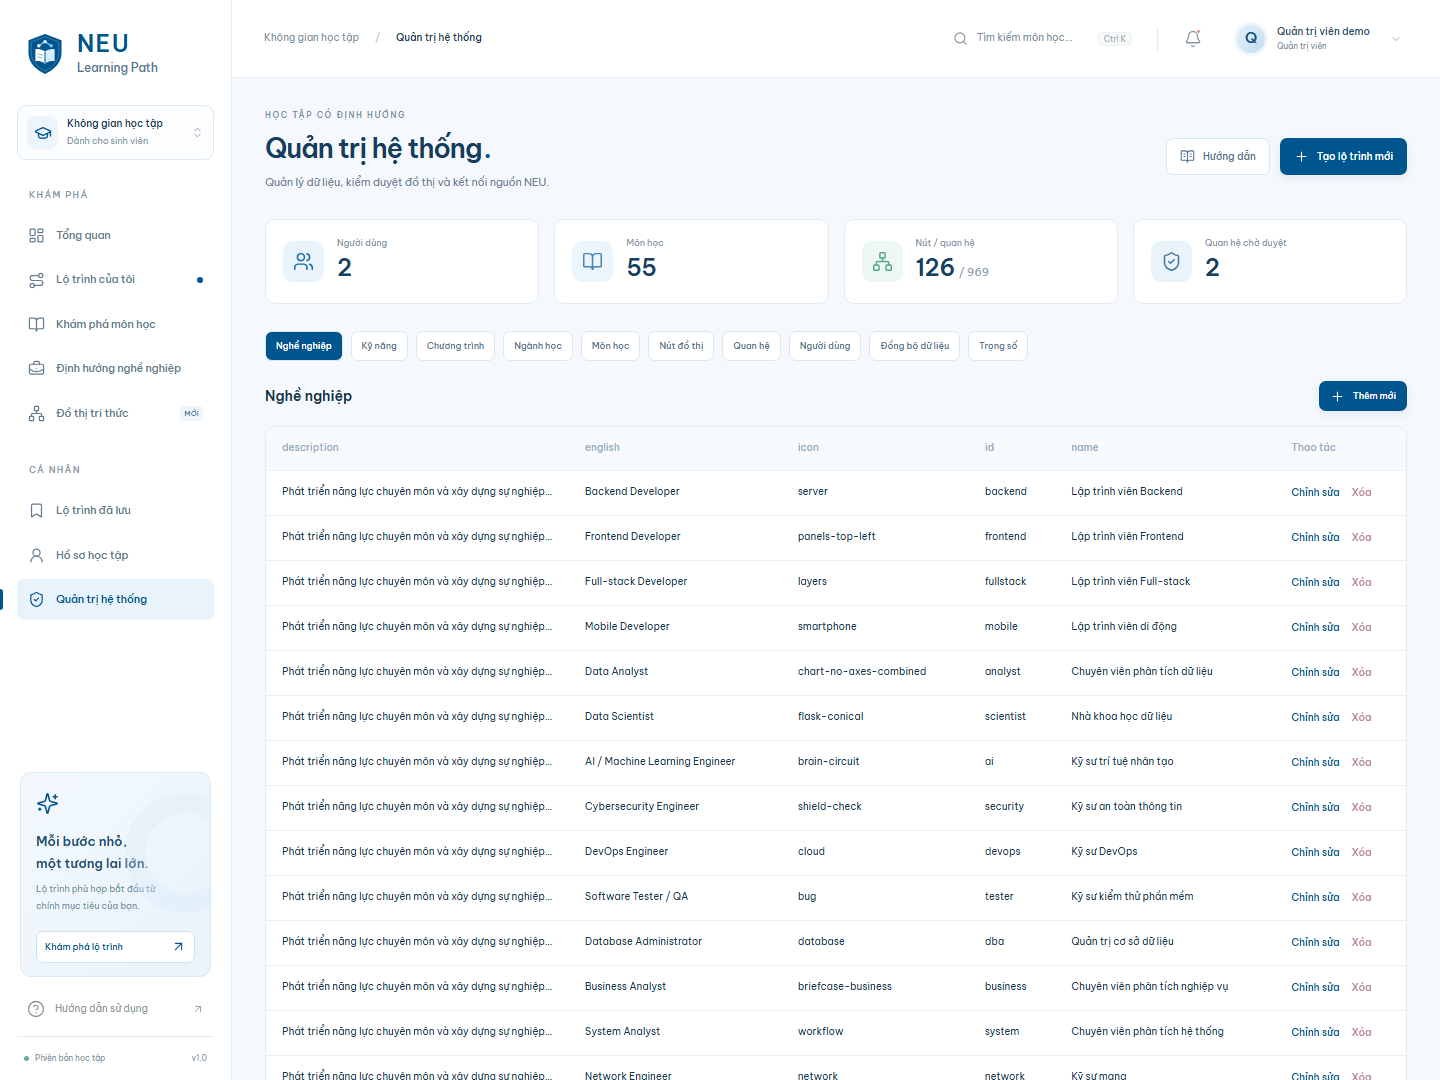 NEU
Learning Path
Không gian học tập
Dành cho sinh viên
KHÁM PHÁ
Tổng quan
Lộ trình của tôi
Khám phá môn học
Định hướng nghề nghiệp
Đồ thị tri thức MỚI
CÁ NHÂN
Lộ trình đã lưu
Hồ sơ học tập
Quản trị hệ thống
Mỗi bước nhỏ,
một tương lai lớn.
Lộ trình phù hợp bắt đầu từ
chính mục tiêu của bạn.
Khám phá lộ trình
Hướng dẫn sử dụng
Phiên bản học tập v1.0
Không gian học tập / Quản trị hệ thống
Tìm kiếm môn học... Ctrl K
Q
Quản trị viên demo
Quản trị viên
HỌC TẬP CÓ ĐỊNH HƯỚNG
Quản trị hệ thống.
Quản lý dữ liệu, kiểm duyệt đồ thị và kết nối nguồn NEU.
Hướng dẫn
Tạo lộ trình mới
Người dùng
2
Môn học
55
Nút / quan hệ
126 / 969
Quan hệ chờ duyệt
2
Nghề nghiệp Kỹ năng Chương trình Ngành học Môn học Nút đồ thị Quan hệ Người dùng Đồng bộ dữ liệu Trọng số
Nghề nghiệp
Thêm mới
description english icon id name Thao tác
Phát triển năng lực chuyên môn và xây dựng sự nghiệp... Backend Developer server backend Lập trình viên Backend Chỉnh sửa Xóa
Phát triển năng lực chuyên môn và xây dựng sự nghiệp... Frontend Developer panels-top-left frontend Lập trình viên Frontend Chỉnh sửa Xóa
Phát triển năng lực chuyên môn và xây dựng sự nghiệp... Full-stack Developer layers fullstack Lập trình viên Full-stack Chỉnh sửa Xóa
Phát triển năng lực chuyên môn và xây dựng sự nghiệp... Mobile Developer smartphone mobile Lập trình viên di động Chỉnh sửa Xóa
Phát triển năng lực chuyên môn và xây dựng sự nghiệp... Data Analyst chart-no-axes-combined analyst Chuyên viên phân tích dữ liệu Chỉnh sửa Xóa
Phát triển năng lực chuyên môn và xây dựng sự nghiệp... Data Scientist flask-conical scientist Nhà khoa học dữ liệu Chỉnh sửa Xóa
Phát triển năng lực chuyên môn và xây dựng sự nghiệp... AI / Machine Learning Engineer brain-circuit ai Kỹ sư trí tuệ nhân tạo Chỉnh sửa Xóa
Phát triển năng lực chuyên môn và xây dựng sự nghiệp... Cybersecurity Engineer shield-check security Kỹ sư an toàn thông tin Chỉnh sửa Xóa
Phát triển năng lực chuyên môn và xây dựng sự nghiệp... DevOps Engineer cloud devops Kỹ sư DevOps Chỉnh sửa Xóa
Phát triển năng lực chuyên môn và xây dựng sự nghiệp... Software Tester / QA bug tester Kỹ sư kiểm thử phần mềm Chỉnh sửa Xóa
Phát triển năng lực chuyên môn và xây dựng sự nghiệp... Database Administrator database dba Quản trị cơ sở dữ liệu Chỉnh sửa Xóa
Phát triển năng lực chuyên môn và xây dựng sự nghiệp... Business Analyst briefcase-business business Chuyên viên phân tích nghiệp vụ Chỉnh sửa Xóa
Phát triển năng lực chuyên môn và xây dựng sự nghiệp... System Analyst workflow system Chuyên viên phân tích hệ thống Chỉnh sửa Xóa
Phát triển năng lực chuyên môn và xây dựng sự nghiệp... Network Engineer network network Kỹ sư mạng Chỉnh sửa Xóa